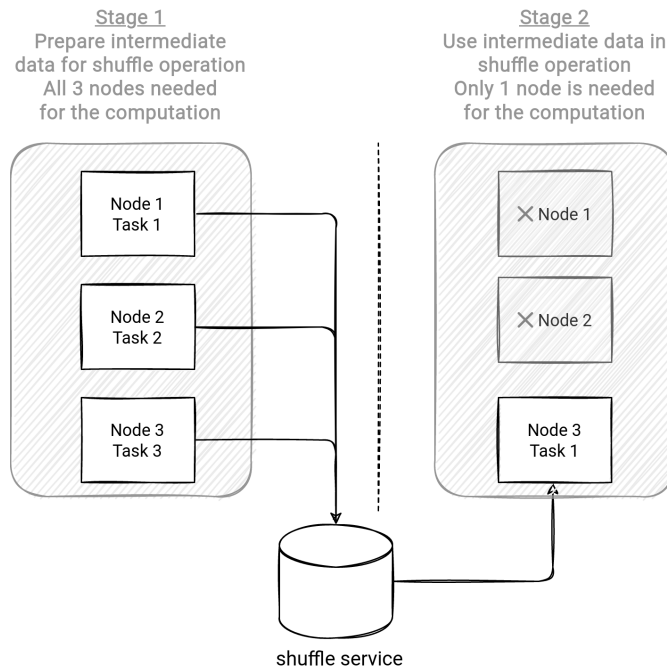 Stage 1
Prepare intermediate
data for shuffle operation
All 3 nodes needed
for the computation
Stage 2
Use intermediate data in
shuffle operation
Only 1 node is needed
for the computation
Node 1
Task 1
Node 2
Task 2
Node 3
Task 3
Node 1
Node 2
Node 3
Task 1
shuffle service